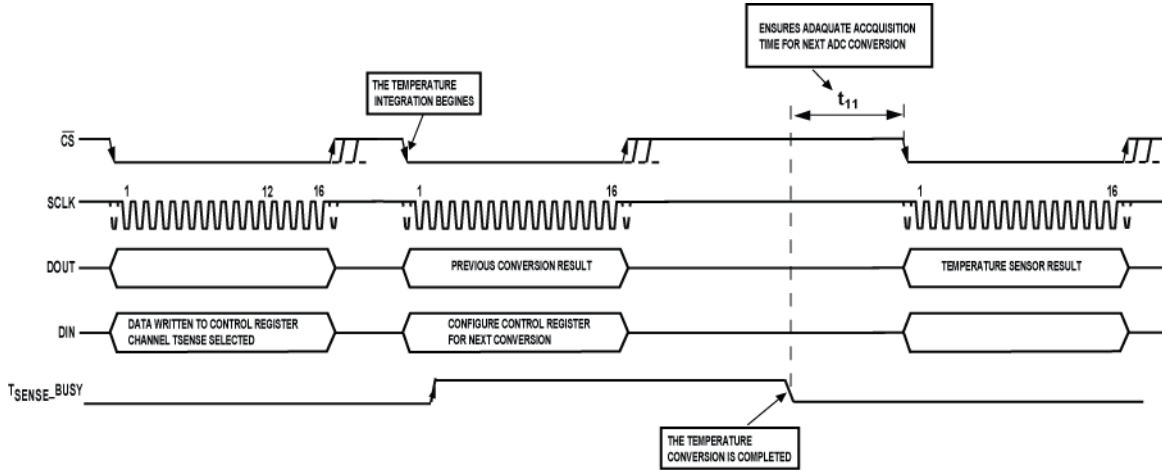 ENSURES ADAQUATE ACCQUISITION
TIME FOR NEXT ADC CONVERSION
t11
THE TEMPERATURE
INTEGRATION BEGINES
CS
1 12 16 1 16 1 16
SCLK
DOUT PREVIOUS CONVERSION RESULT TEMPERATURE SENSOR RESULT
DIN
DATA WRITTEN TO CONTROL REGISTER
CHANNEL TSENSE SELECTED
CONFIGURE CONTROL REGISTER
FOR NEXT CONVERSION
TSENSE_BUSY
THE TEMPERATURE
CONVERSION IS COMPLETED